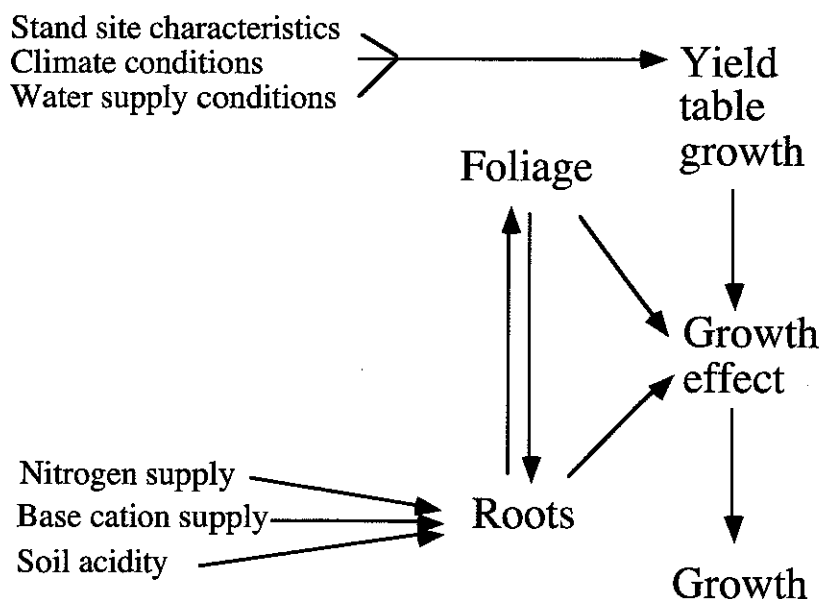 Stand site characteristics
Climate conditions
Water supply conditions
Yield
table
growth
Foliage
Growth
effect
Nitrogen supply
Base cation supply
Soil acidity
Roots
Growth